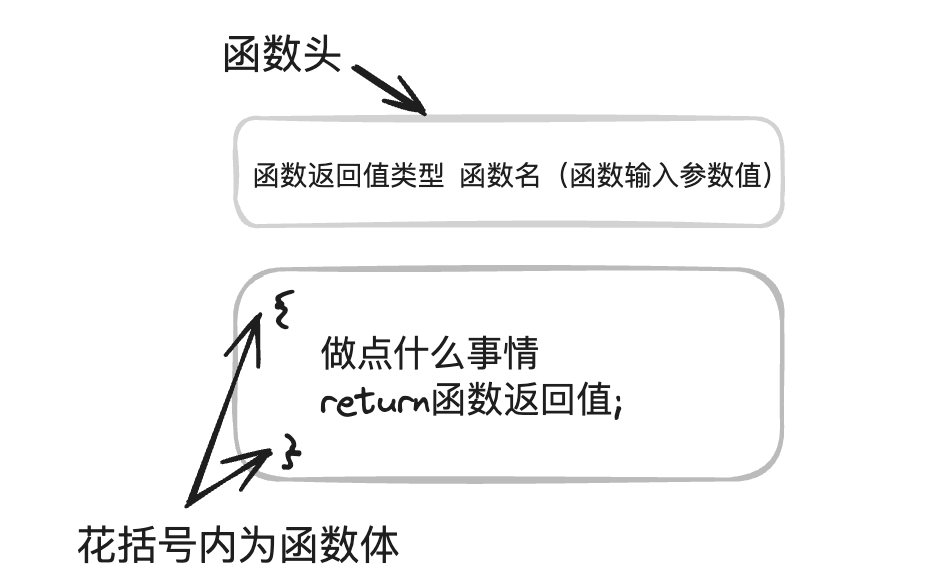 函数头
函数返回值类型 函数名（函数输入参数值）
{
做点什么事情
return函数返回值;
}
花括号内为函数体